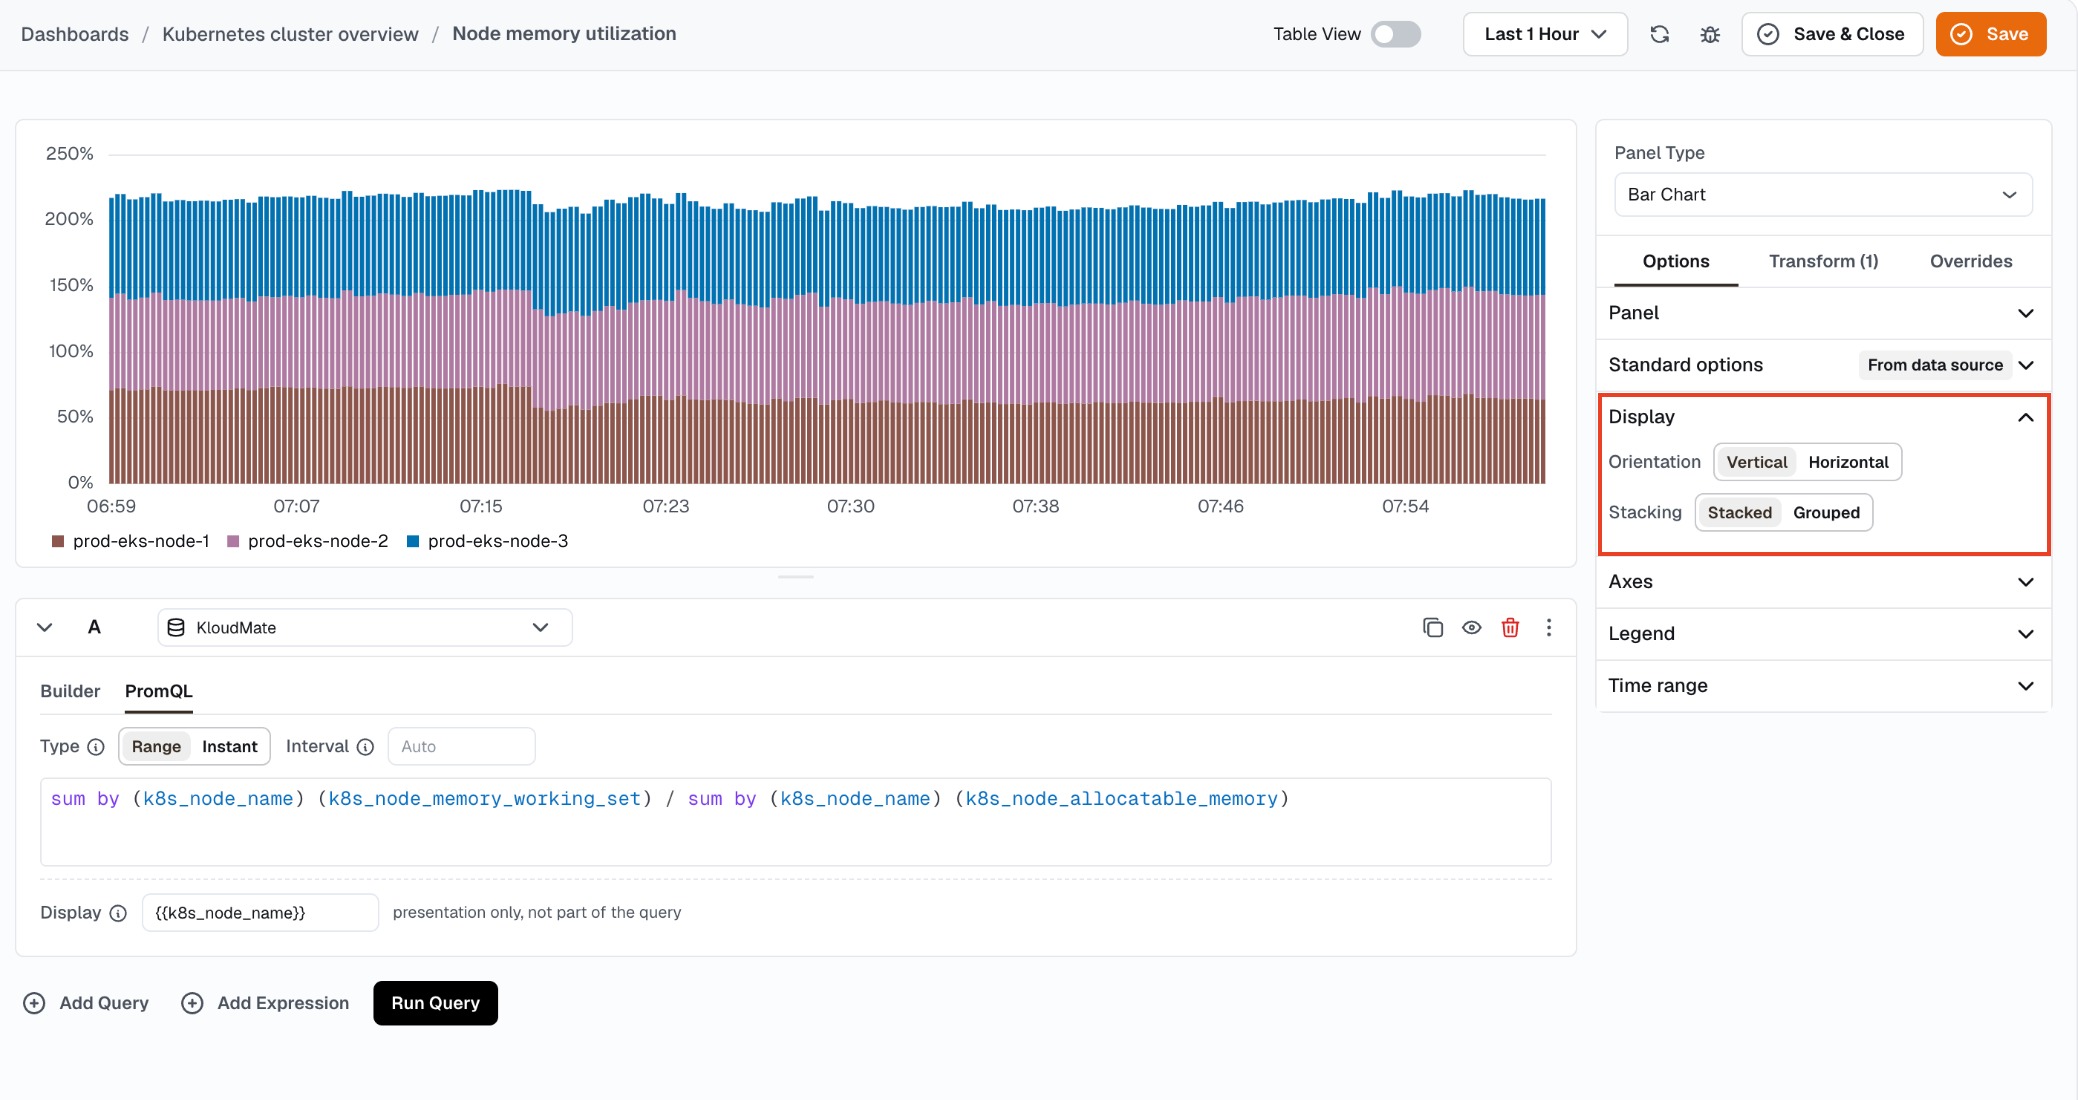 Dashboards / Kubernetes cluster overview / Node memory utilization
Table View
Last 1 Hour
Save & Close
Save
250%
200%
150%
100%
50%
0%
06:59 07:07 07:15 07:23 07:30 07:38 07:46 07:54
prod-eks-node-1 prod-eks-node-2 prod-eks-node-3
Panel Type
Bar Chart
Options Transform (1) Overrides
Panel
Standard options From data source
Display
Orientation Vertical Horizontal
Stacking Stacked Grouped
Axes
Legend
Time range
A KloudMate
Builder PromQL
Type Range Instant Interval Auto
sum by (k8s_node_name) (k8s_node_memory_working_set) / sum by (k8s_node_name) (k8s_node_allocatable_memory)
Display {{k8s_node_name}} presentation only, not part of the query
Add Query Add Expression Run Query